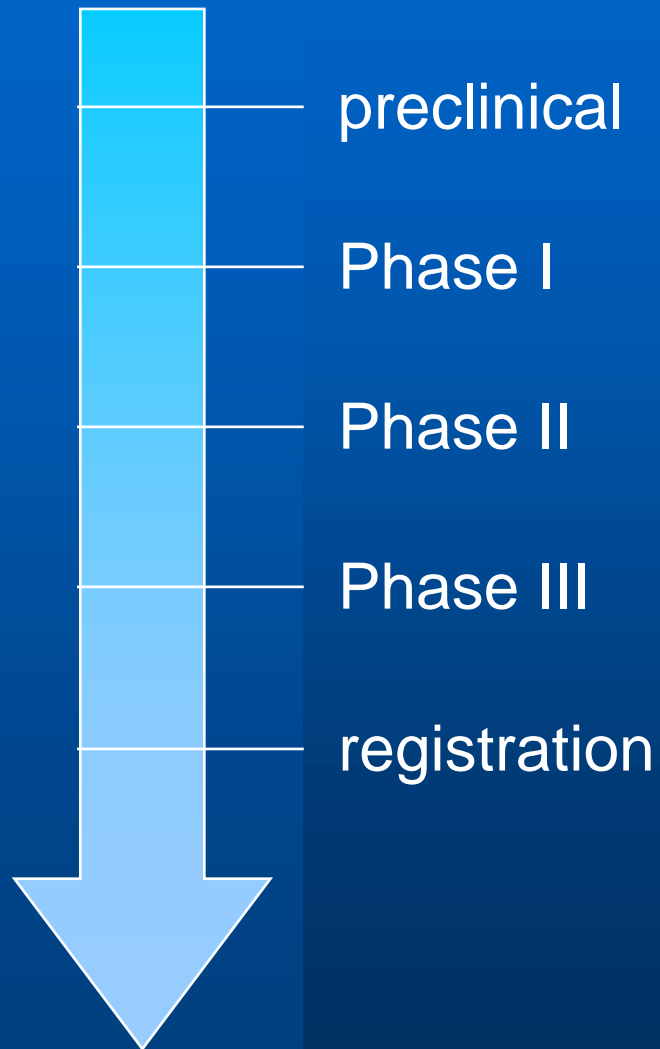 preclinical
Phase I
Phase II
Phase III
registration